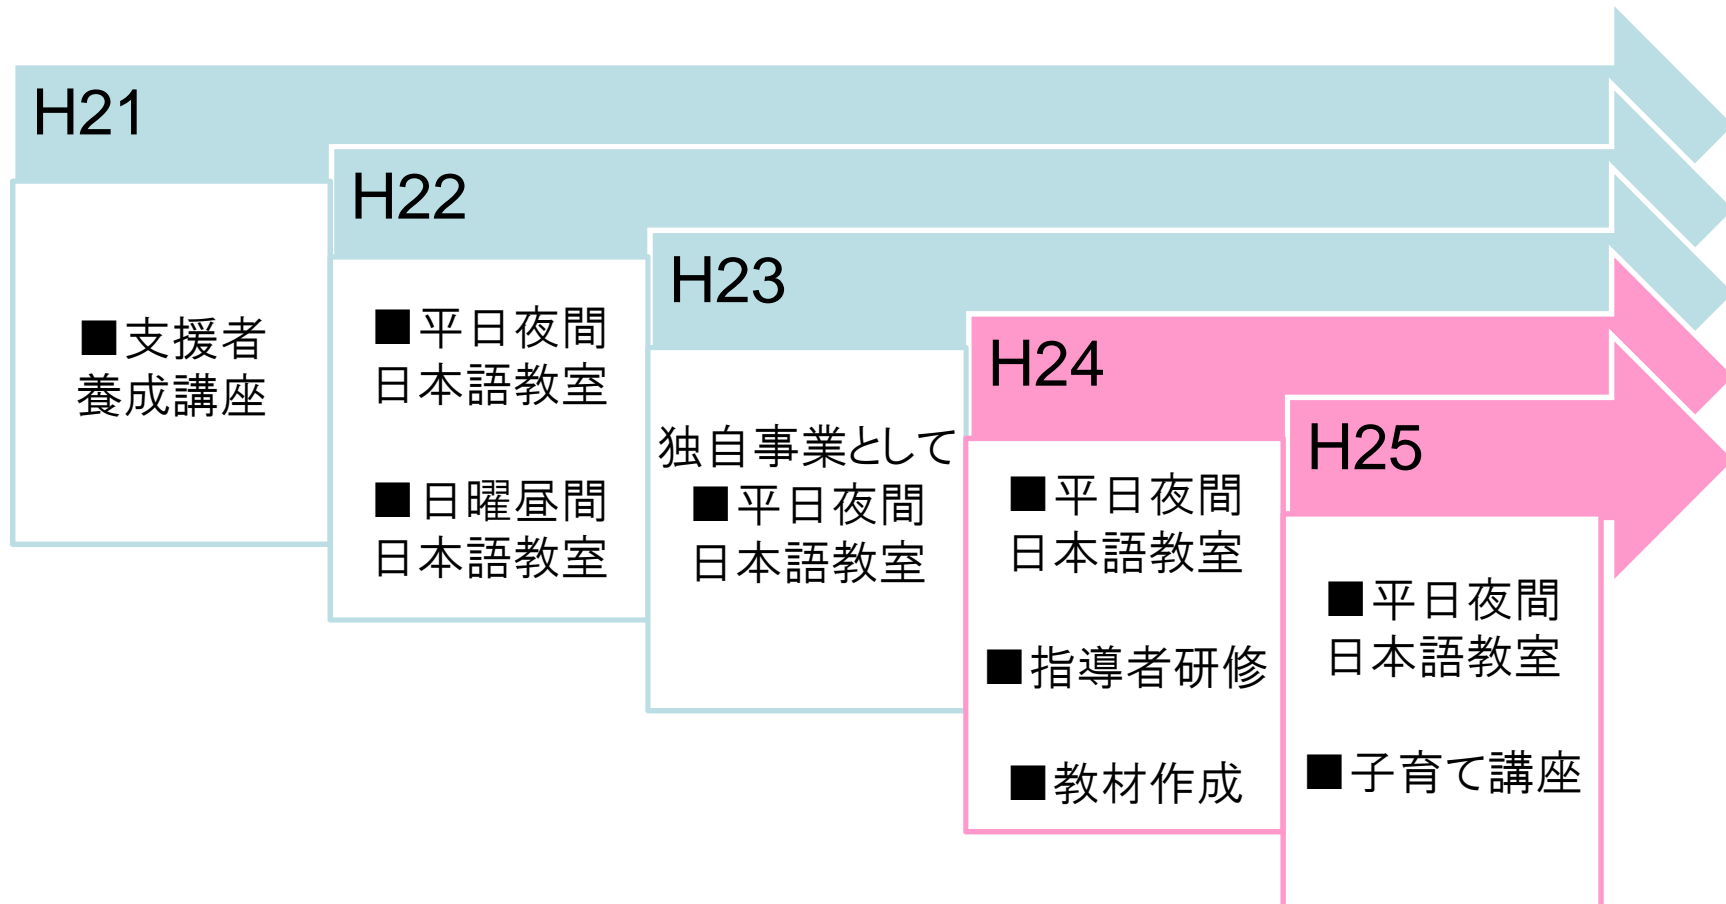 H21
■支援者
養成講座
H22
■平日夜間
日本語教室
■日曜昼間
日本語教室
H23
独自事業として
■平日夜間
日本語教室
H24
■平日夜間
日本語教室
■指導者研修
■教材作成
H25
■平日夜間
日本語教室
■子育て講座